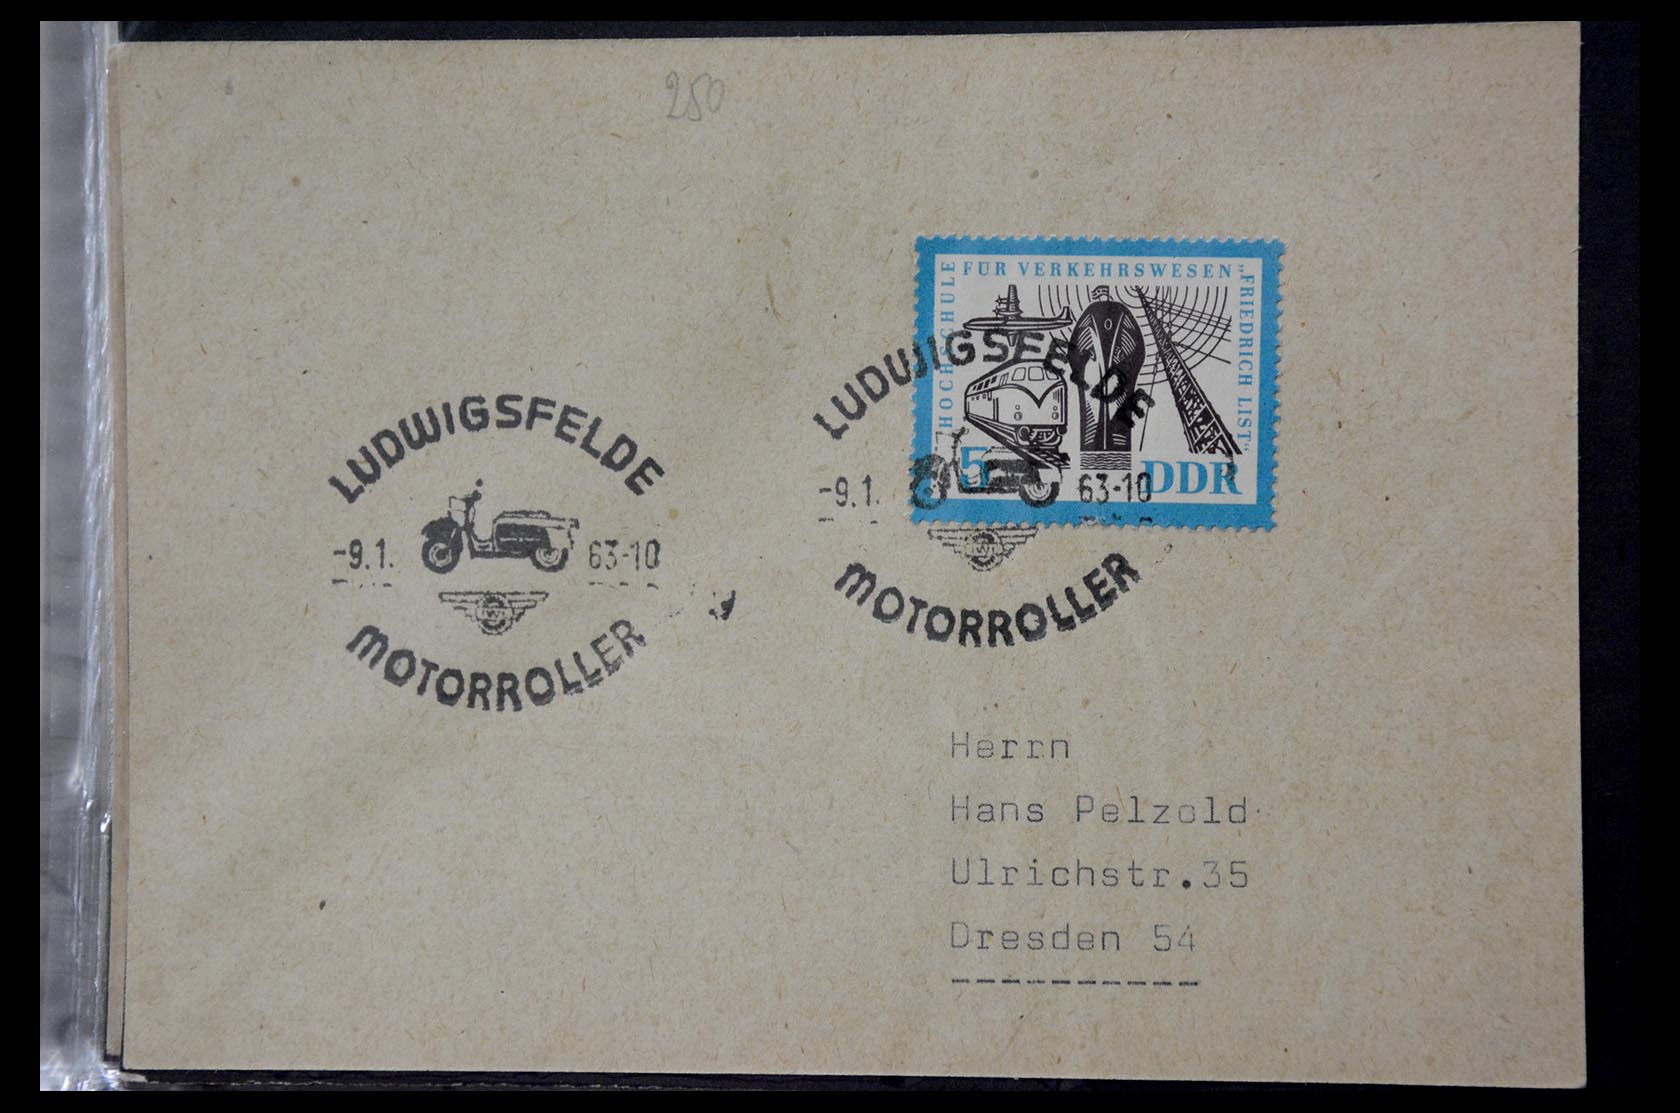 250
HOCHSCHULE FÜR VERKEHRSWESEN „FRIEDRICH LIST“
5
DDR
LUDWIGSFELDE
-9.1. 63-10
MOTORROLLER
LUDWIGSFELDE
-9.1. 63-10
IWL
MOTORROLLER
Herrn
Hans Pelzold
Ulrichstr.35
Dresden 54